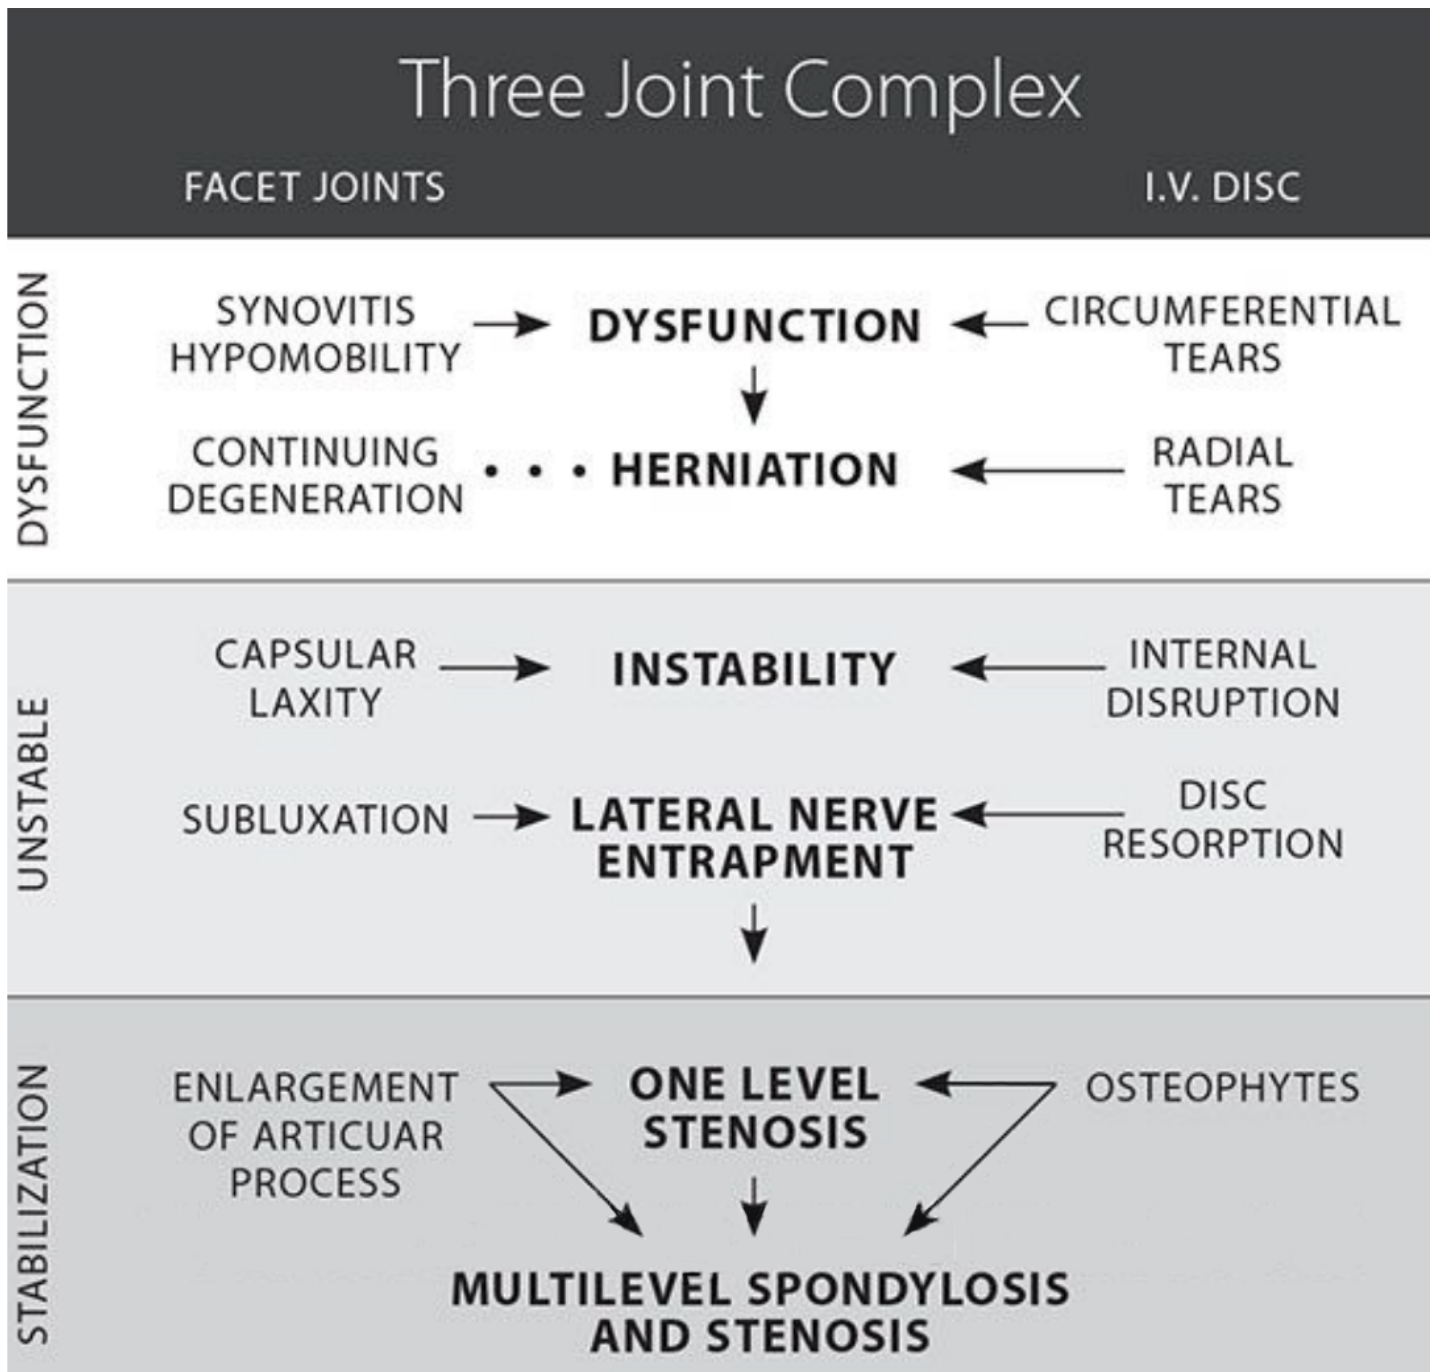 Three Joint Complex
FACET JOINTS
I.V. DISC
DYSFUNCTION
SYNOVITIS
HYPOMOBILITY
DYSFUNCTION
CIRCUMFERENTIAL
TEARS
CONTINUING
DEGENERATION
• • •
HERNIATION
RADIAL
TEARS
UNSTABLE
CAPSULAR
LAXITY
INSTABILITY
INTERNAL
DISRUPTION
SUBLUXATION
LATERAL NERVE
ENTRAPMENT
DISC
RESORPTION
STABILIZATION
ENLARGEMENT
OF ARTICUAR
PROCESS
ONE LEVEL
STENOSIS
OSTEOPHYTES
MULTILEVEL SPONDYLOSIS
AND STENOSIS